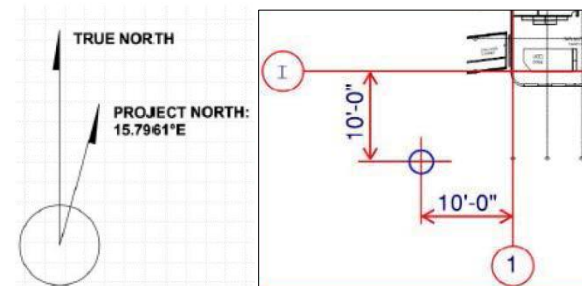 TRUE NORTH
PROJECT NORTH:
15.7961°E
I
10'-0"
10'-0"
1